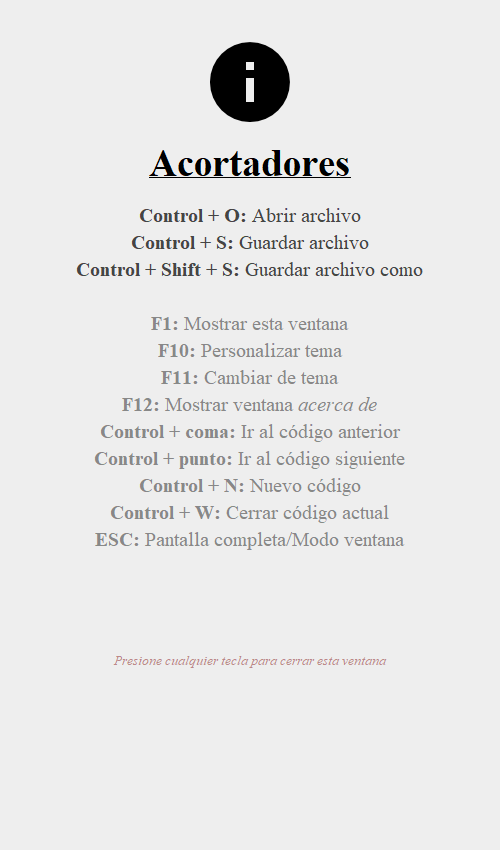 Acortadores
Control + O: Abrir archivo
Control + S: Guardar archivo
Control + Shift + S: Guardar archivo como
F1: Mostrar esta ventana
F10: Personalizar tema
F11: Cambiar de tema
F12: Mostrar ventana acerca de
Control + coma: Ir al código anterior
Control + punto: Ir al código siguiente
Control + N: Nuevo código
Control + W: Cerrar código actual
ESC: Pantalla completa/Modo ventana
Presione cualquier tecla para cerrar esta ventana